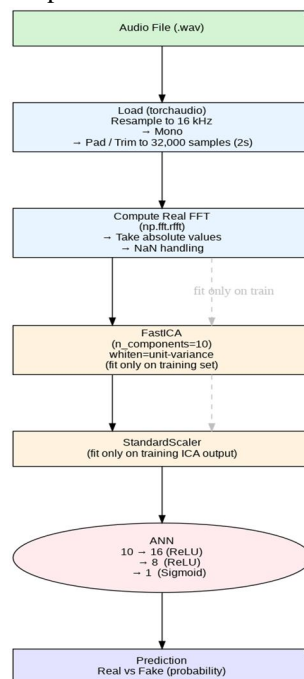 Audio File (.wav)
Load (torchaudio)
Resample to 16 kHz
→ Mono
→ Pad / Trim to 32,000 samples (2s)
Compute Real FFT
(np.fft.rfft)
→ Take absolute values
→ NaN handling
fit only on train
FastICA
(n_components=10)
whiten=unit-variance
(fit only on training set)
StandardScaler
(fit only on training ICA output)
ANN
10 → 16 (ReLU)
→ 8 (ReLU)
→ 1 (Sigmoid)
Prediction
Real vs Fake (probability)